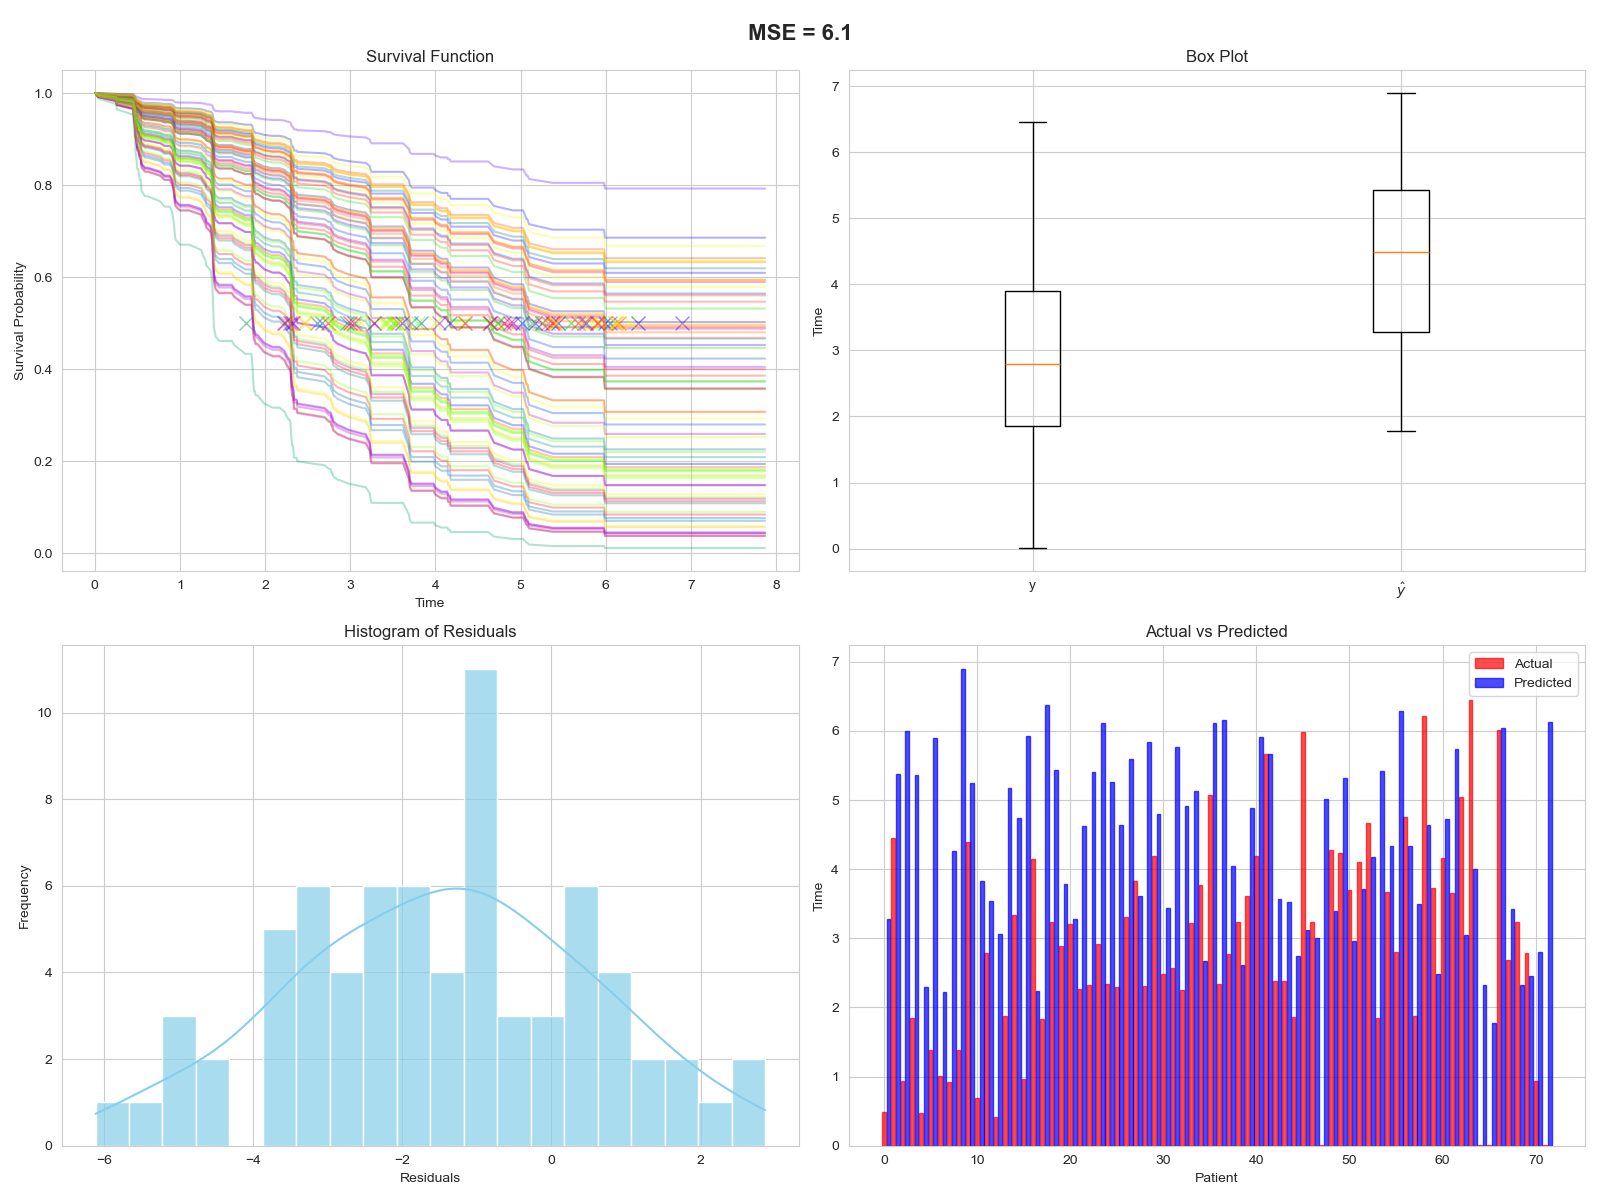 MSE = 6.1
Survival Function
1.0
0.8
0.6
0.4
0.2
0.0
Survival Probability
0 1 2 3 4 5 6 7 8
Time
Box Plot
7
6
5
4
3
2
1
0
Time
y ŷ
Histogram of Residuals
10
8
6
4
2
0
Frequency
−6 −4 −2 0 2
Residuals
Actual vs Predicted
7
6
5
4
3
2
1
0
Time
Actual
Predicted
0 10 20 30 40 50 60 70
Patient